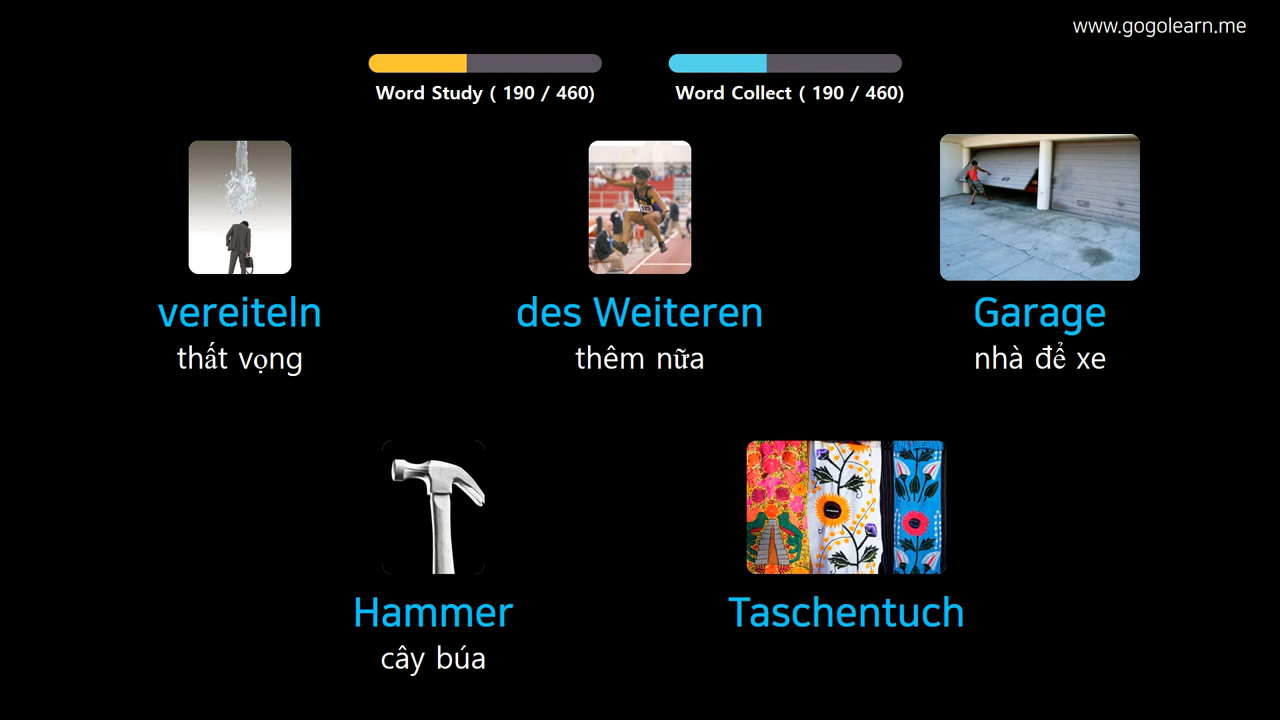 www.gogolearn.me
Word Study ( 190 / 460)
Word Collect ( 190 / 460)
vereiteln
thất vọng
des Weiteren
thêm nữa
Garage
nhà để xe
Hammer
cây búa
Taschentuch